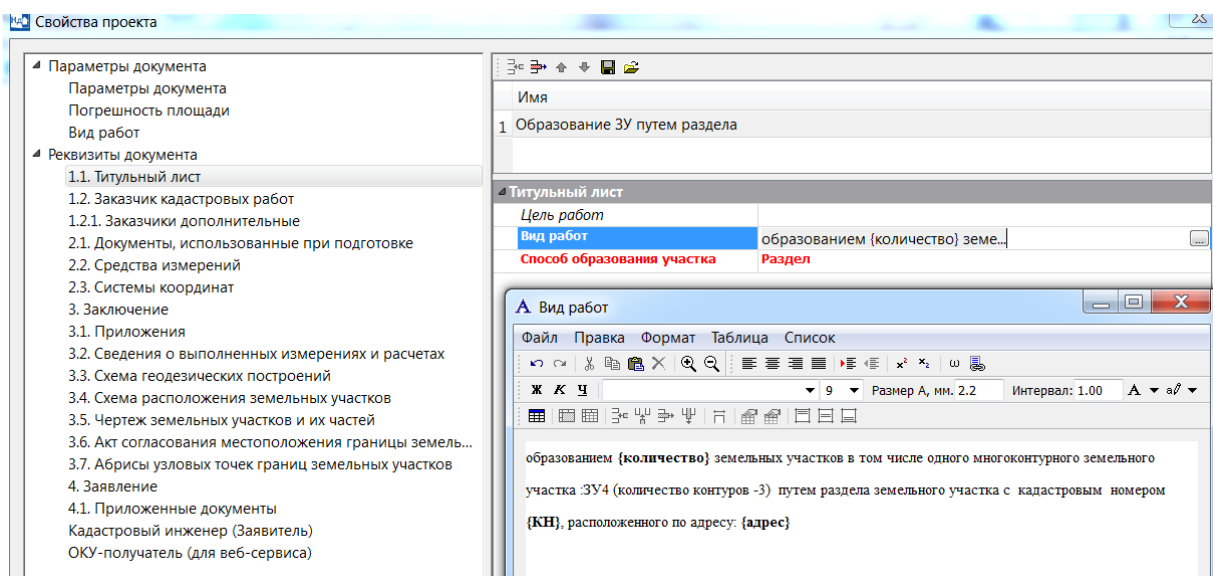 Свойства проекта
Параметры документа
Параметры документа
Погрешность площади
Вид работ
Реквизиты документа
1.1. Титульный лист
1.2. Заказчик кадастровых работ
1.2.1. Заказчики дополнительные
2.1. Документы, использованные при подготовке
2.2. Средства измерений
2.3. Системы координат
3. Заключение
3.1. Приложения
3.2. Сведения о выполненных измерениях и расчетах
3.3. Схема геодезических построений
3.4. Схема расположения земельных участков
3.5. Чертеж земельных участков и их частей
3.6. Акт согласования местоположения границы земель...
3.7. Абрисы узловых точек границ земельных участков
4. Заявление
4.1. Приложенные документы
Кадастровый инженер (Заявитель)
ОКУ-получатель (для веб-сервиса)
Имя
1 Образование ЗУ путем раздела
Титульный лист
Цель работ
Вид работ образованием {количество} земе... ...
Способ образования участка Раздел
A Вид работ
Файл Правка Формат Таблица Список
x² x₂ ω
Ж К Ч 9 Размер А, мм. 2.2 Интервал: 1.00 A a
образованием {количество} земельных участков в том числе одного многоконтурного земельного
участка :ЗУ4 (количество контуров -3) путем раздела земельного участка с кадастровым номером
{КН}, расположенного по адресу: {адрес}